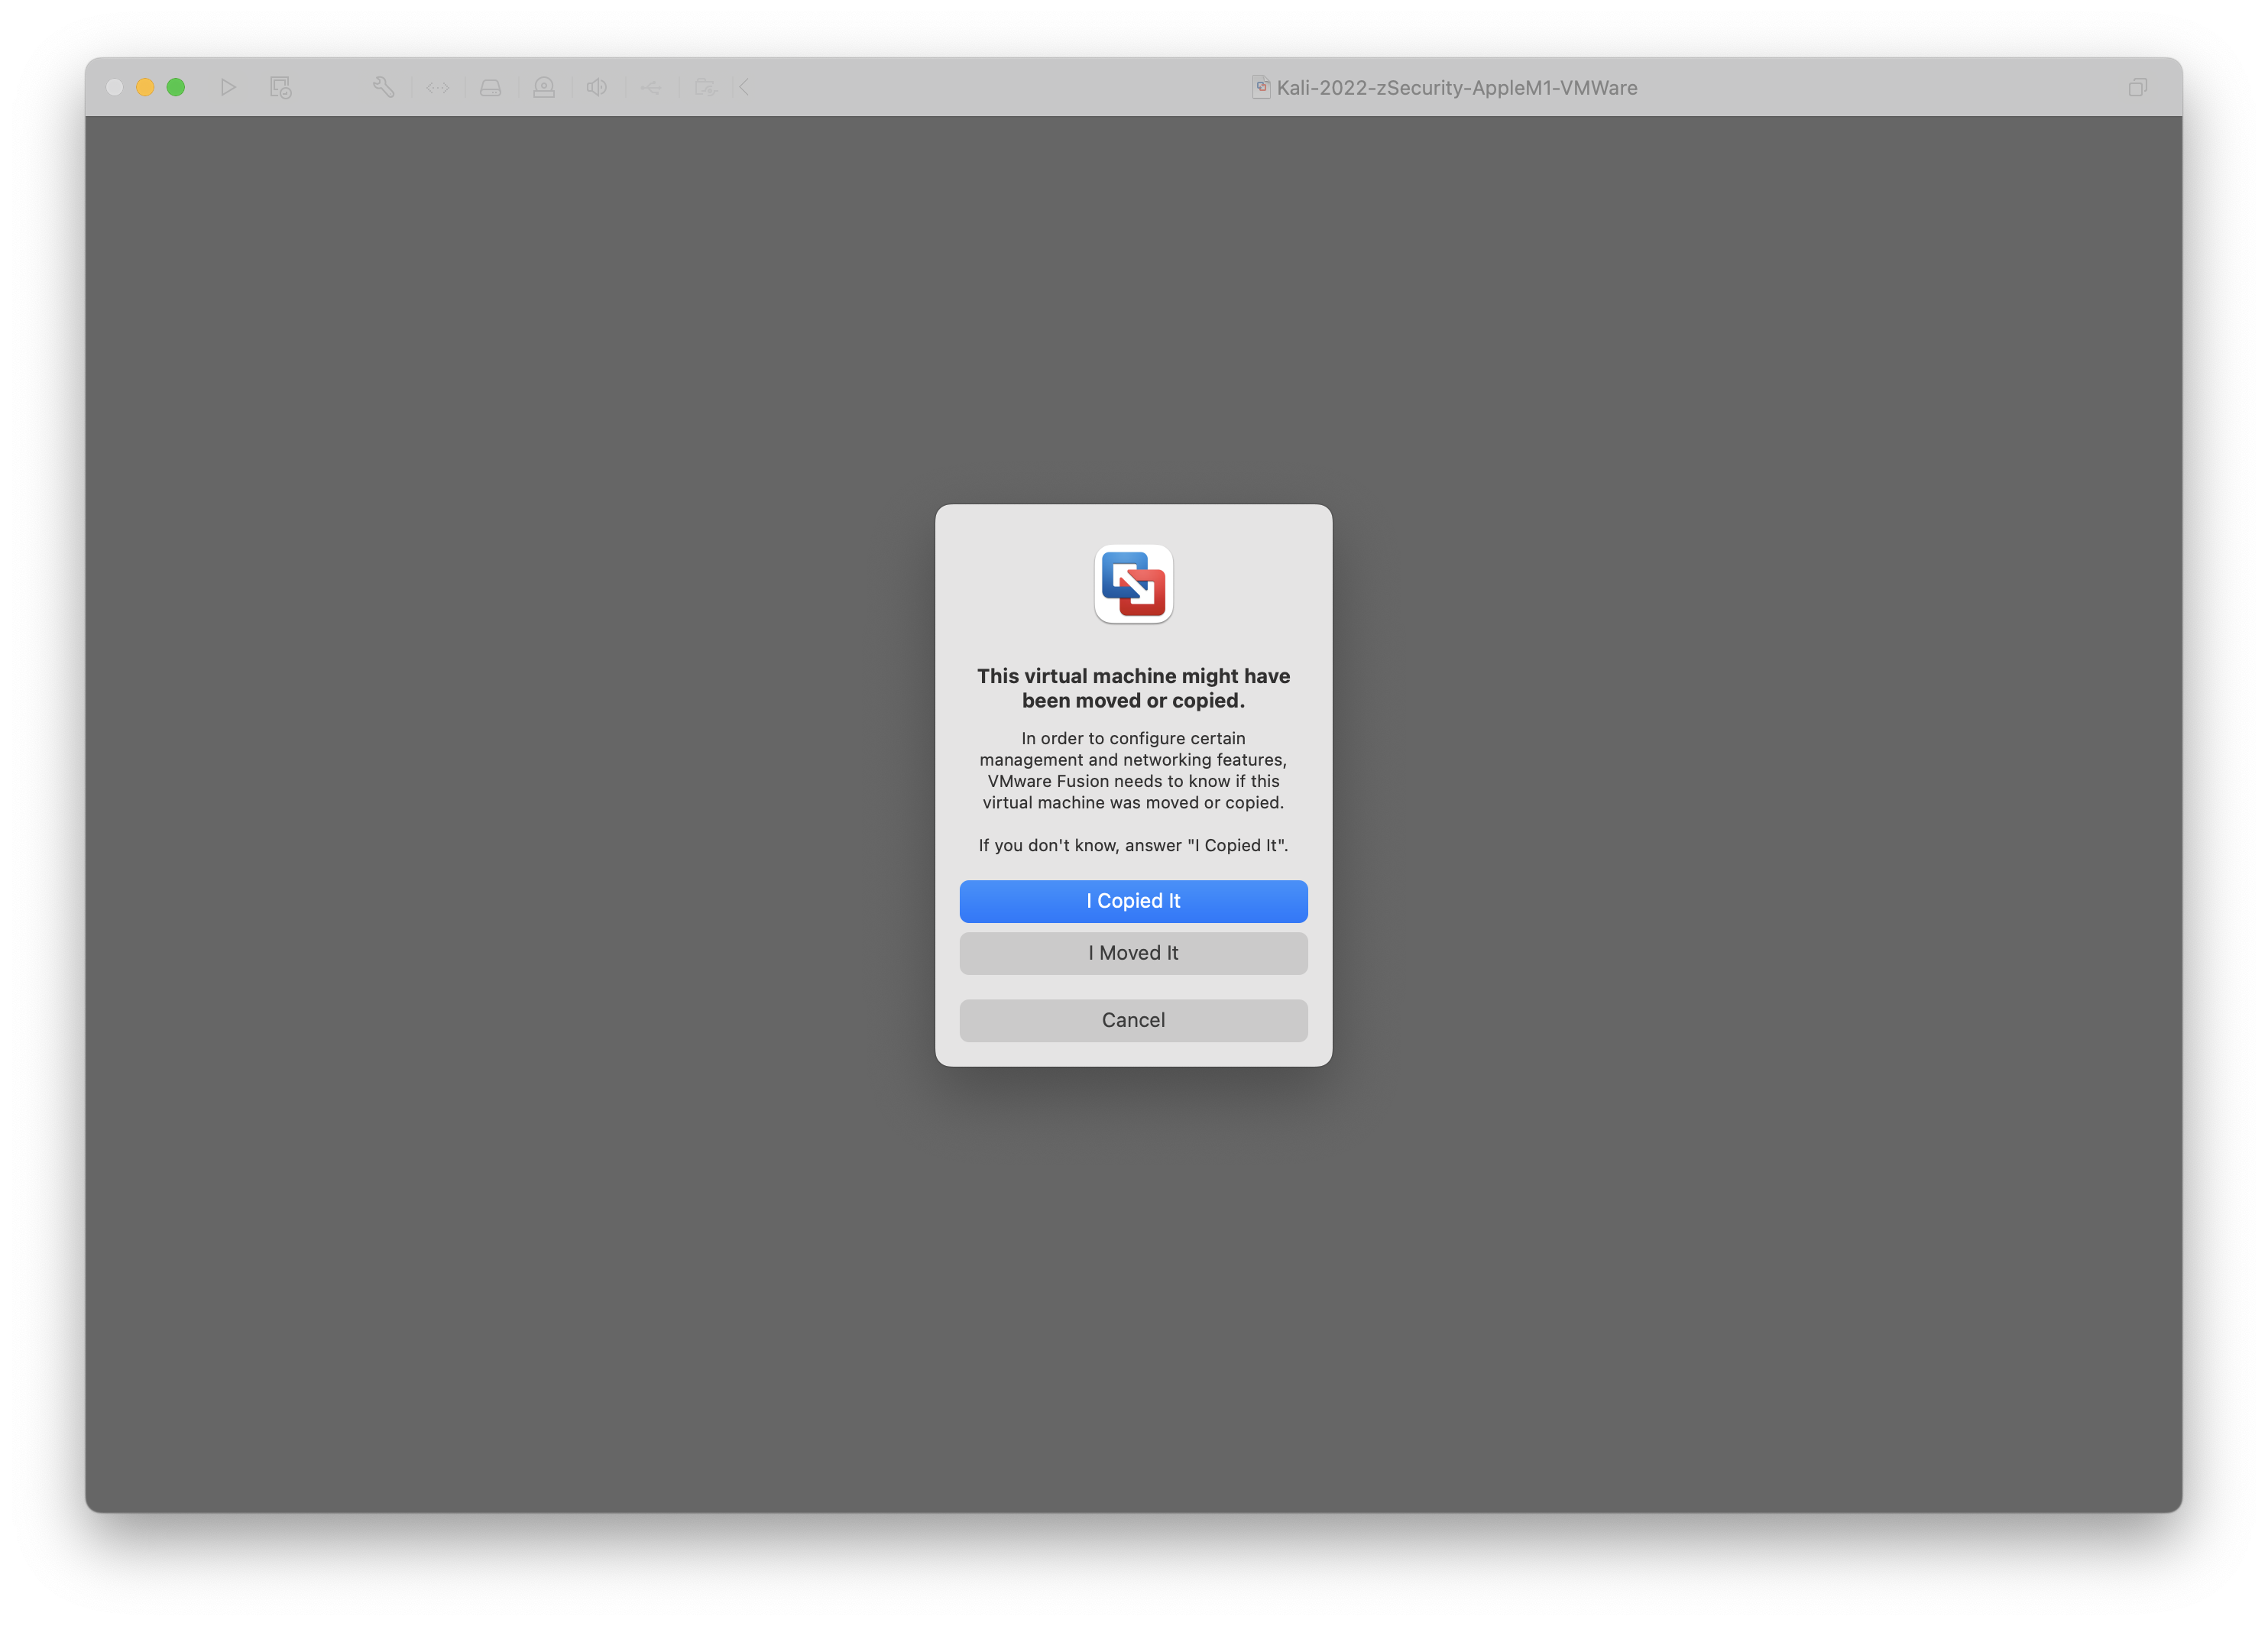 Kali-2022-zSecurity-AppleM1-VMWare
This virtual machine might have
been moved or copied.
In order to configure certain
management and networking features,
VMware Fusion needs to know if this
virtual machine was moved or copied.
If you don't know, answer "I Copied It".
I Copied It
I Moved It
Cancel